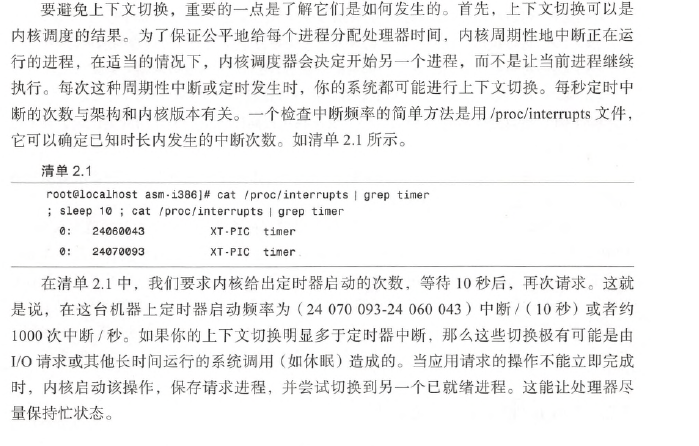 要避免上下文切换，重要的一点是了解它们是如何发生的。首先，上下文切换可以是
内核调度的结果。为了保证公平地给每个进程分配处理器时间，内核周期性地中断正在运
行的进程，在适当的情况下，内核调度器会决定开始另一个进程，而不是让当前进程继续
执行。每次这种周期性中断或定时发生时，你的系统都可能进行上下文切换。每秒定时中
断的次数与架构和内核版本有关。一个检查中断频率的简单方法是用 /proc/interrupts 文件，
它可以确定已知时长内发生的中断次数。如清单 2.1 所示。
清单 2.1
root@localhost asm-i386]# cat /proc/interrupts | grep timer
; sleep 10 ; cat /proc/interrupts | grep timer
0: 24060043 XT-PIC timer
0: 24070093 XT-PIC timer
在清单 2.1 中，我们要求内核给出定时器启动的次数，等待 10 秒后，再次请求。这就
是说，在这台机器上定时器启动频率为（24 070 093-24 060 043）中断 /（10 秒）或者约
1000 次中断 / 秒。如果你的上下文切换明显多于定时器中断，那么这些切换极有可能是由
I/O 请求或其他长时间运行的系统调用（如休眠）造成的。当应用请求的操作不能立即完成
时，内核启动该操作，保存请求进程，并尝试切换到另一个已就绪进程。这能让处理器尽
量保持忙状态。